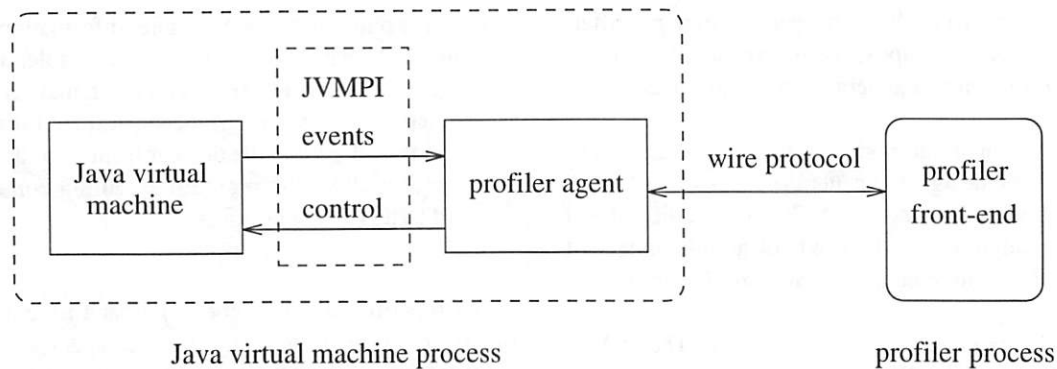 JVMPI
events
Java virtual
machine
profiler agent
control
wire protocol
profiler
front-end
Java virtual machine process
profiler process